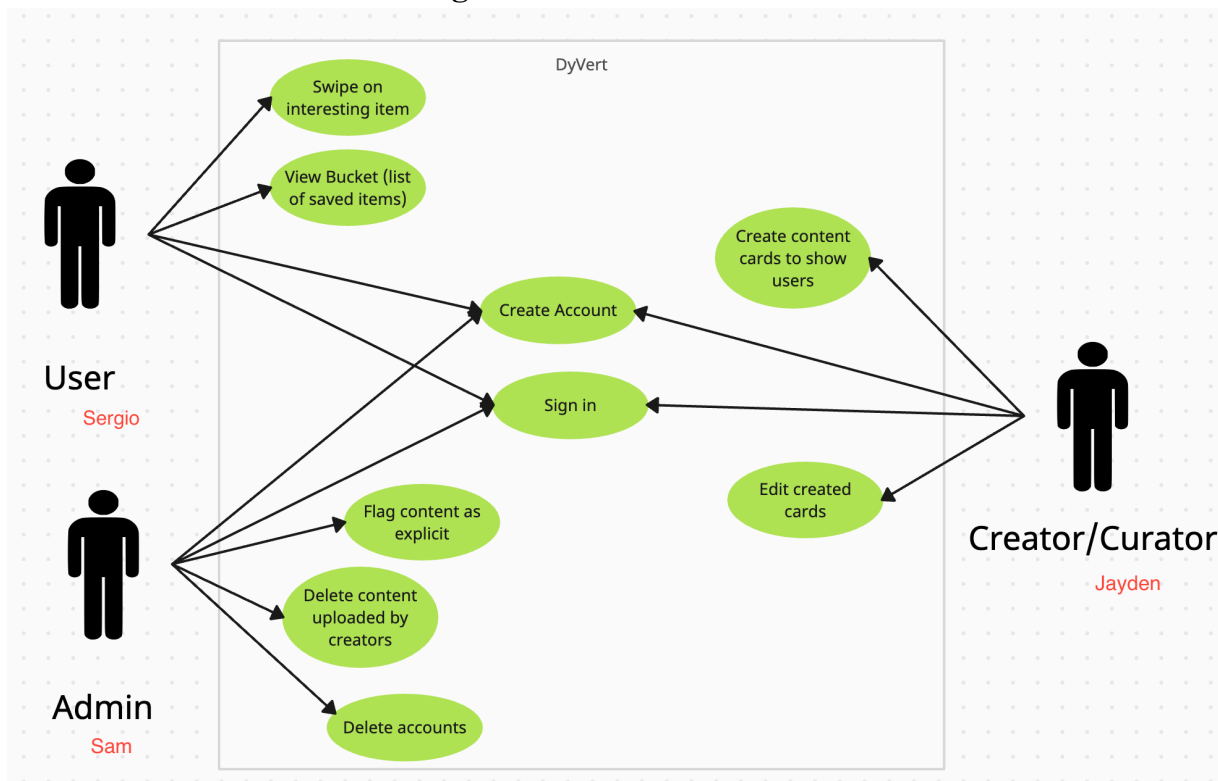 DyVert
Swipe on
interesting item
View Bucket (list
of saved items)
Create content
cards to show
users
Create Account
User
Sergio
Sign in
Edit created
cards
Flag content as
explicit
Creator/Curator
Jayden
Delete content
uploaded by
creators
Admin
Sam
Delete accounts